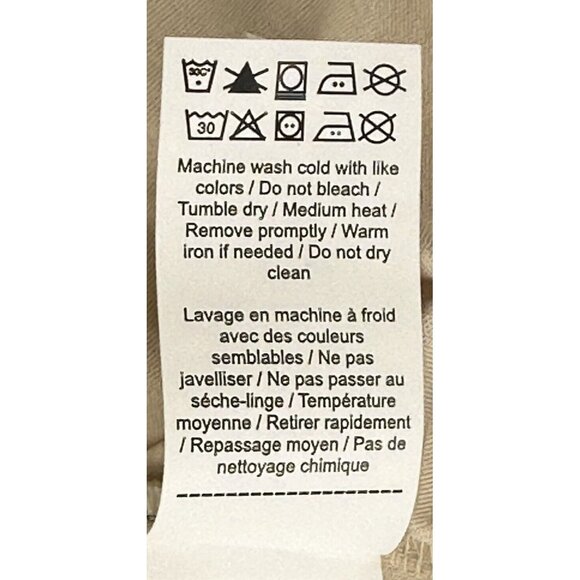 30C°
30
Machine wash cold with like
colors / Do not bleach /
Tumble dry / Medium heat /
Remove promptly / Warm
iron if needed / Do not dry
clean
Lavage en machine à froid
avec des couleurs
semblables / Ne pas
javelliser / Ne pas passer au
séche-linge / Température
moyenne / Retirer rapidement
/ Repassage moyen / Pas de
nettoyage chimique